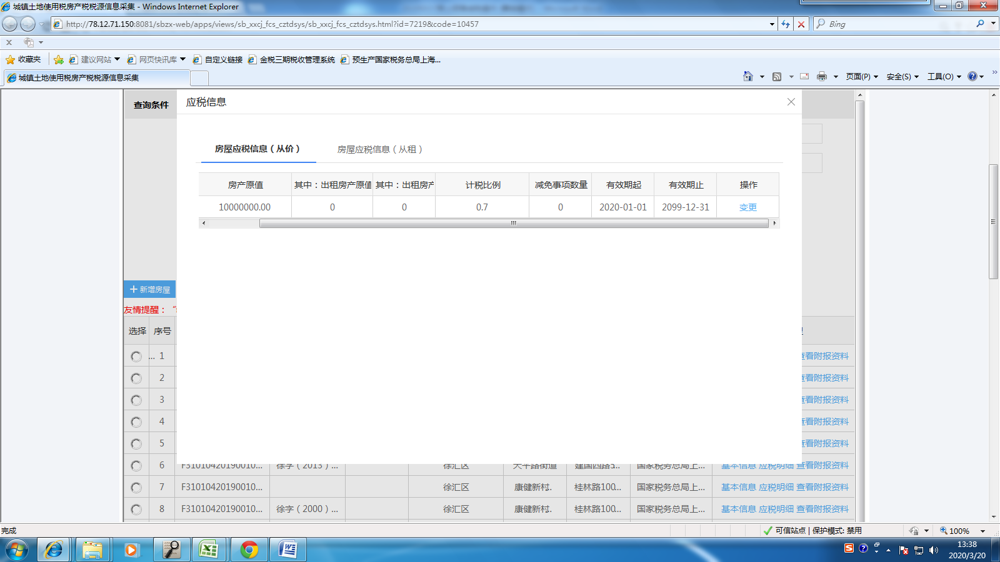 城镇土地使用税房产税税源信息采集 - Windows Internet Explorer
http://78.12.71.150:8081/sbzx-web/apps/views/sb_xxcj_fcs_cztdsys/sb_xxcj_fcs_cztdsys.html?id=7219&code=10457
Bing
x
收藏夹 建议网站 网页快讯库 自定义链接 金税三期税收管理系统 预生产国家税务总局上海...
城镇土地使用税房产税税源信息采集
页面(P) 安全(S) 工具(O) »
查询条件
应税信息
房屋应税信息（从价） 房屋应税信息（从租）
房产原值 其中：出租房产原值 其中：出租房产 计税比例 减免事项数量 有效期起 有效期止 操作
10000000.00 0 0 0.7 0 2020-01-01 2099-12-31 变更
+ 新增房屋
友情提醒：“
选择 序号
... 1 查看附报资料
2 查看附报资料
3 查看附报资料
4 查看附报资料
5 查看附报资料
6 F31010420190010... 徐字（2013）... 徐汇区 天平路街道 建国西路5... 国家税务总局上... 基本信息 应税明细 查看附报资料
7 F31010420190010... 徐汇区 康健新村. 桂林路100... 国家税务总局上... 基本信息 应税明细 查看附报资料
8 F31010420190010... 徐字（2000）... 徐汇区 康健新村. 桂林路100... 国家税务总局上... 基本信息 应税明细 查看附报资料
完成
可信站点 | 保护模式: 禁用
100%
13:38
2020/3/20